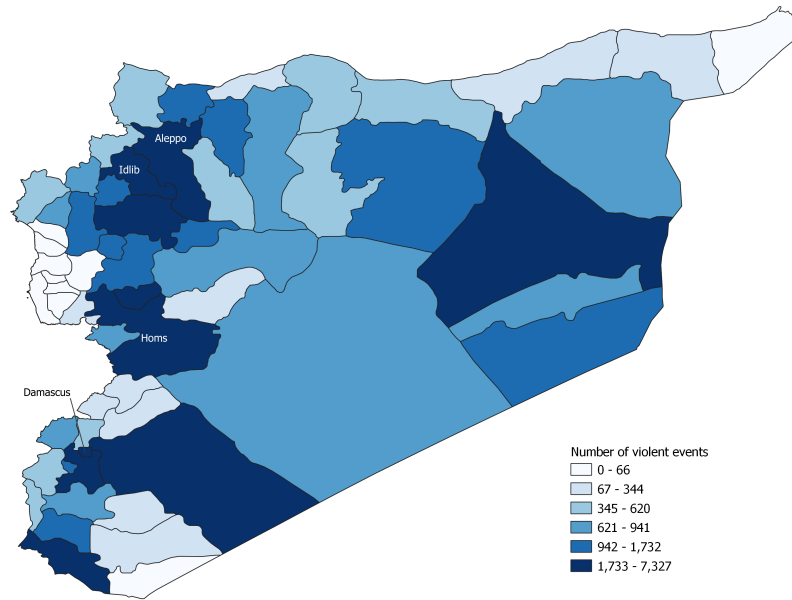 Aleppo
Idlib
Homs
Damascus
Number of violent events
0 - 66
67 - 344
345 - 620
621 - 941
942 - 1,732
1,733 - 7,327